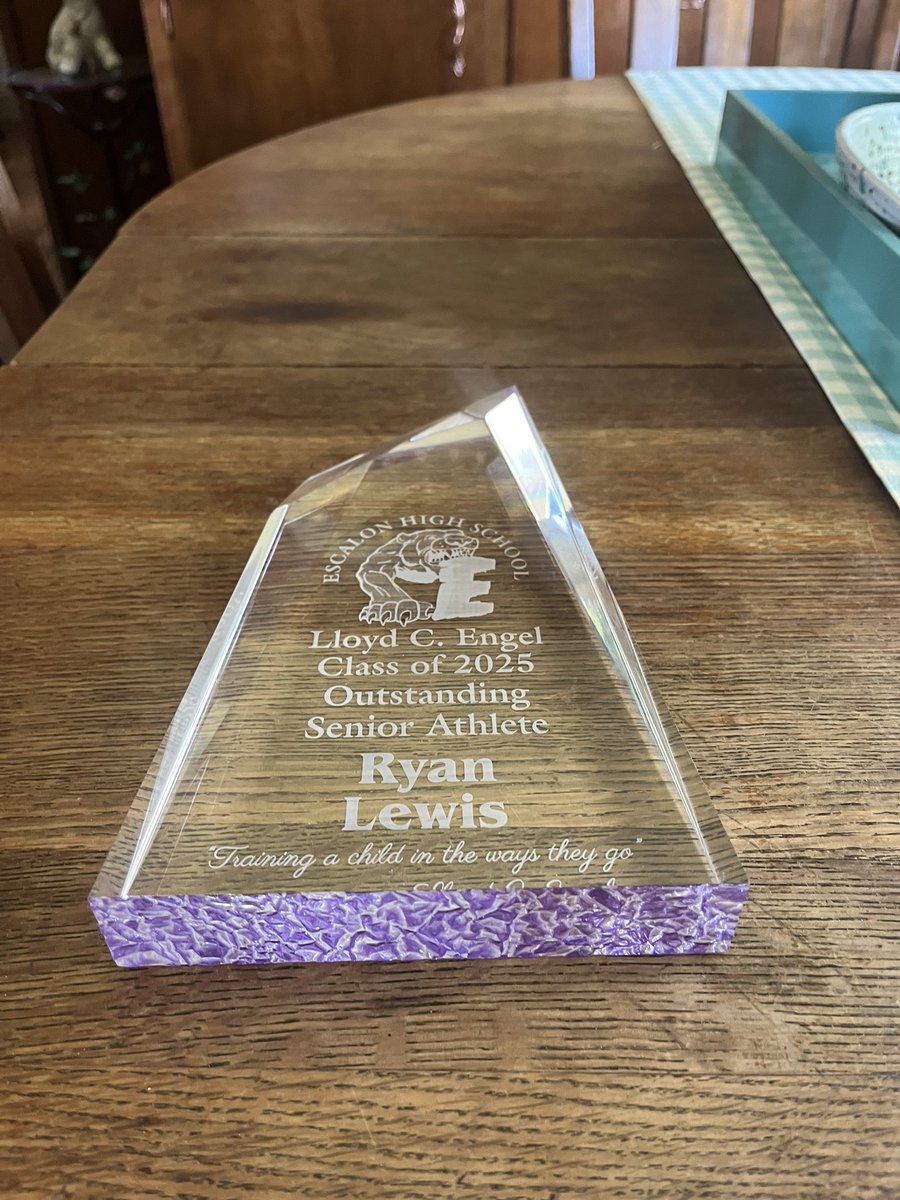 ESCALON HIGH SCHOOL
E
Lloyd C. Engel
Class of 2025
Outstanding
Senior Athlete
Ryan
Lewis
"Training a child in the ways they go"